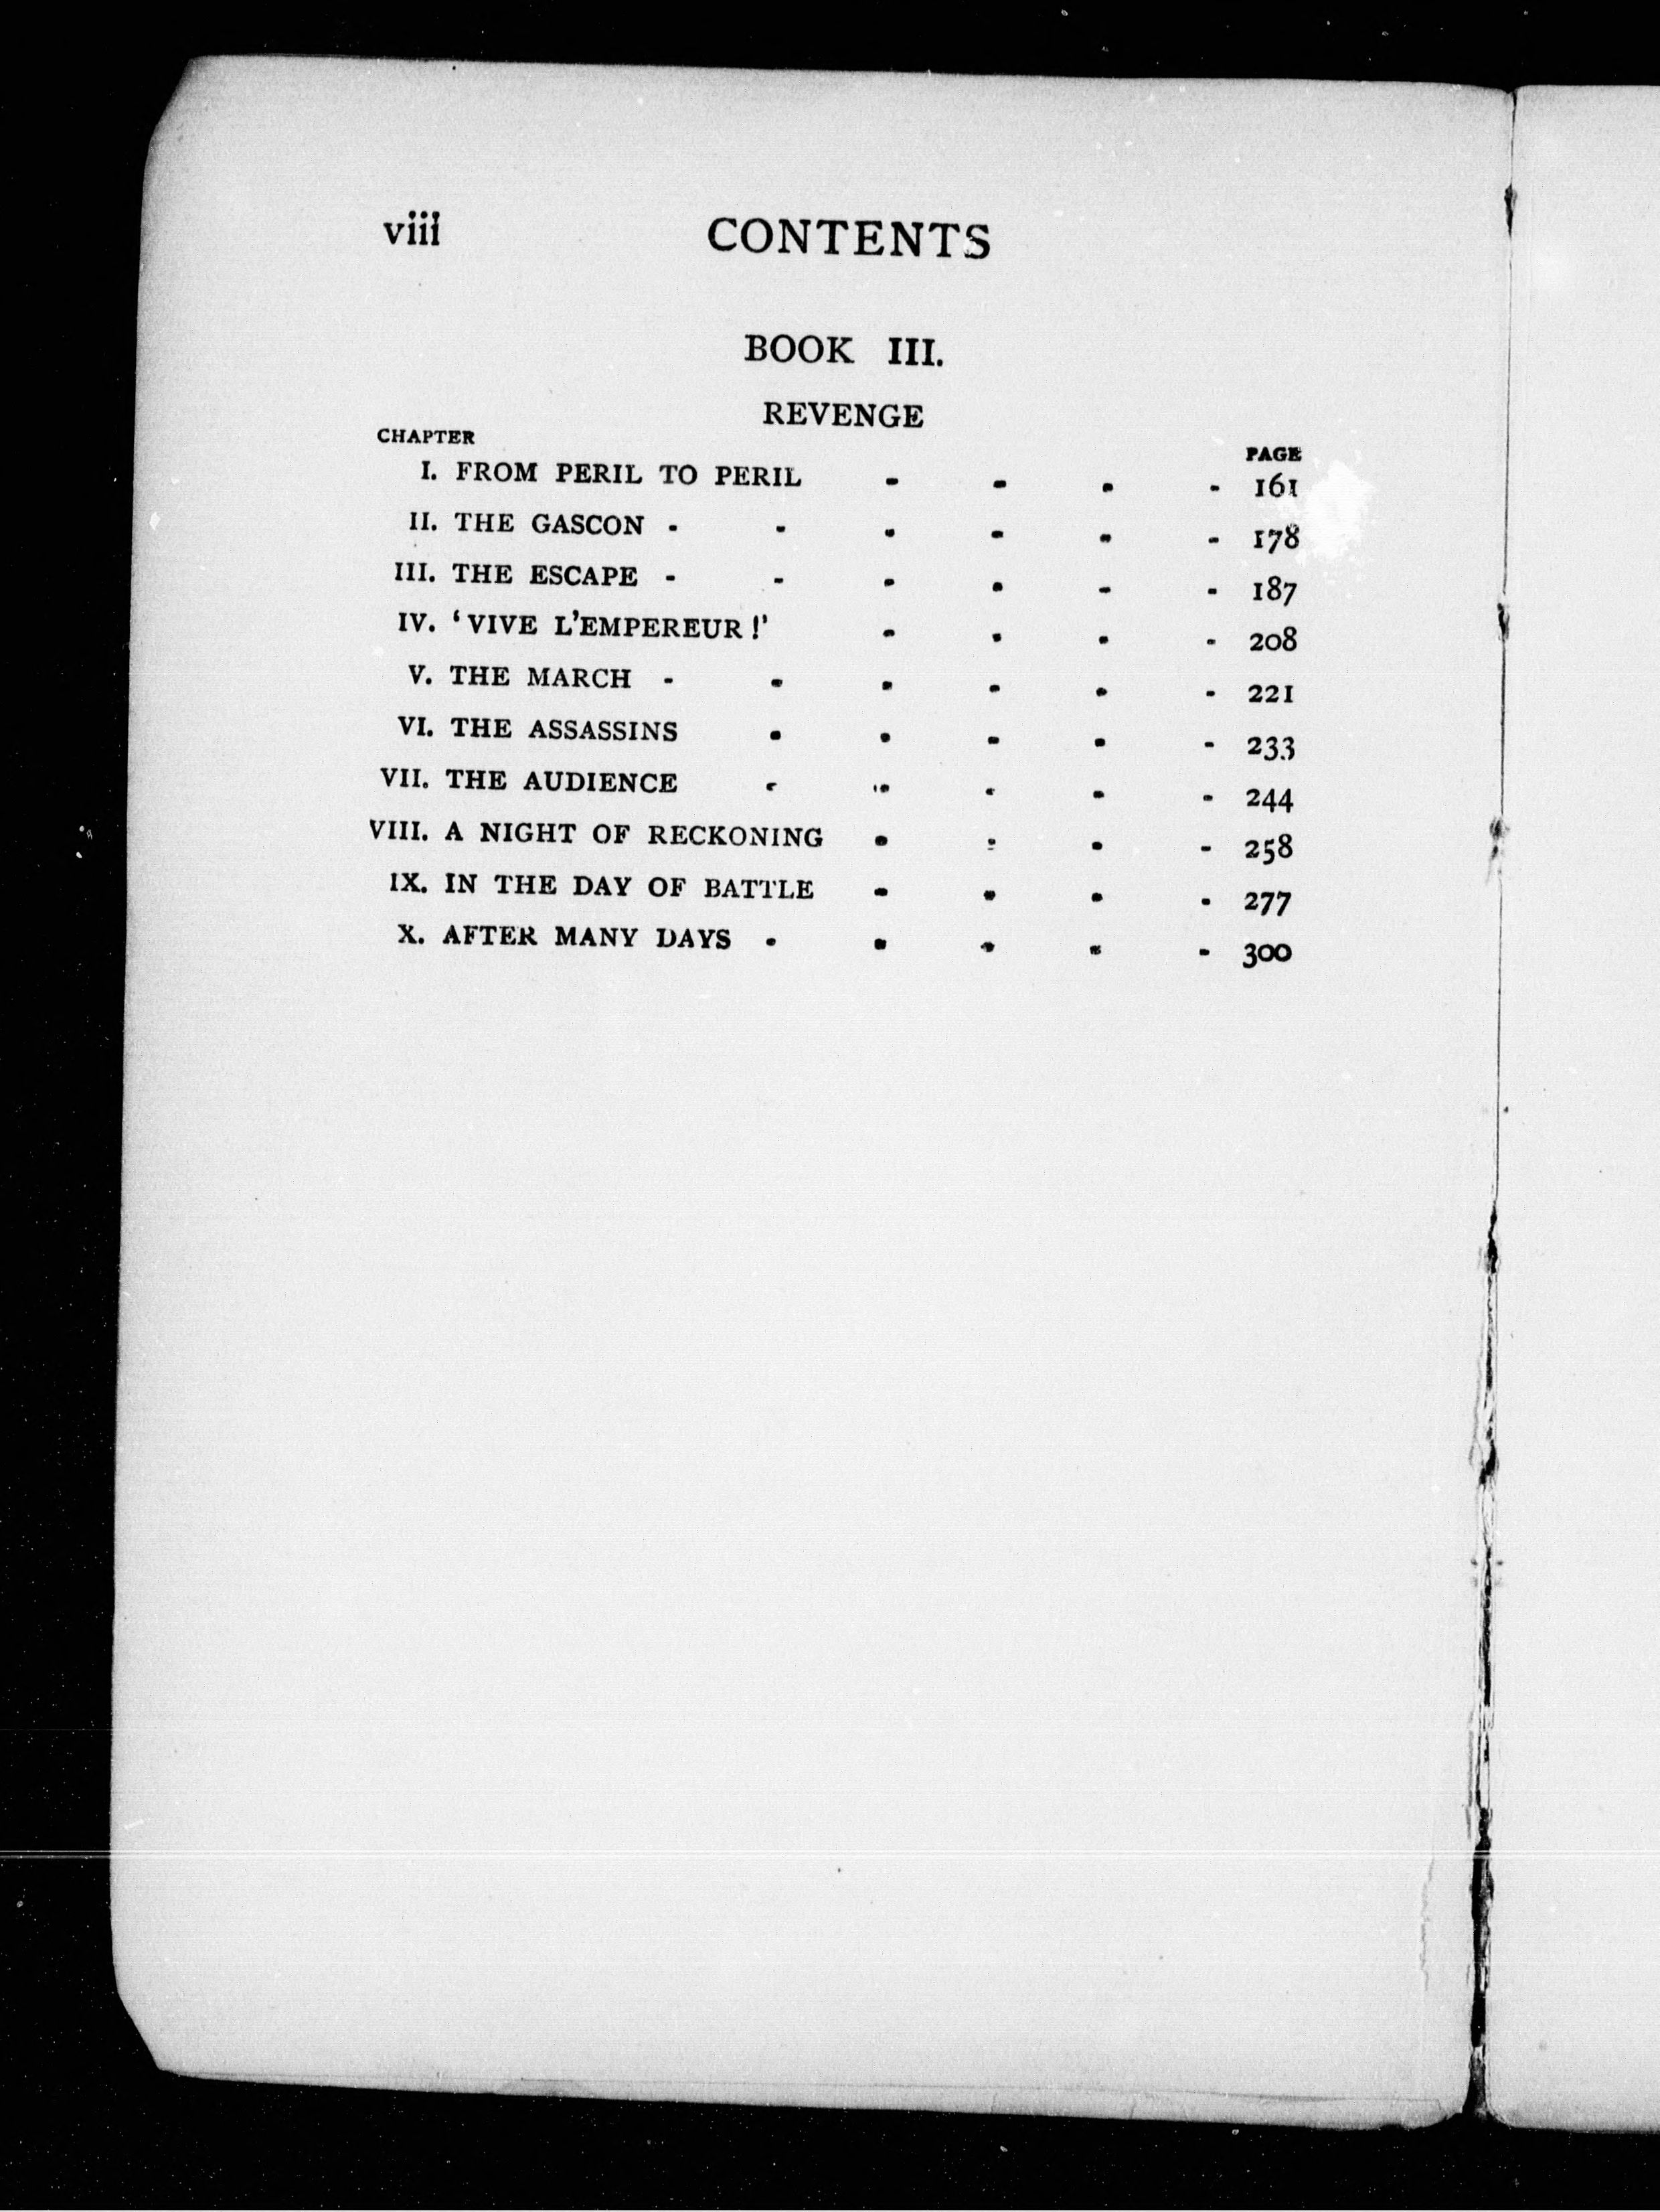 viii CONTENTS
BOOK III.
REVENGE
CHAPTER PAGE
I. FROM PERIL TO PERIL - - - - 161
II. THE GASCON - - - - - - 178
III. THE ESCAPE - - - - - - 187
IV. ‘VIVE L’EMPEREUR!’ - - - - 208
V. THE MARCH - - - - - - 221
VI. THE ASSASSINS - - - - - 233
VII. THE AUDIENCE - - - - - 244
VIII. A NIGHT OF RECKONING - - - - 258
IX. IN THE DAY OF BATTLE - - - - 277
X. AFTER MANY DAYS - - - - - 300